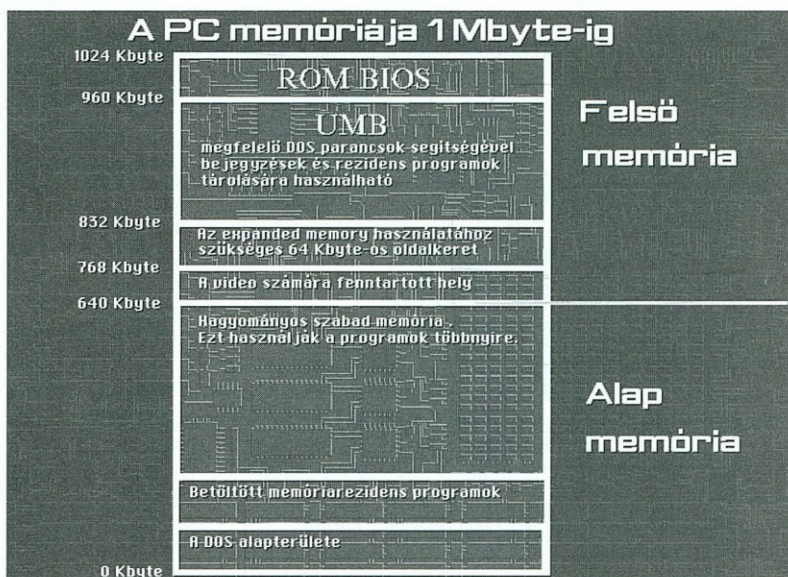 A PC memóriája 1 Mbyte-ig
1024 Kbyte
ROM BIOS
960 Kbyte
UMB
megfelelő DOS parancsok segítségével
bejegyzések és rezidens programok
tárolására használható
Felső
memória
832 Kbyte
Az expanded memory használatához
szükséges 64 Kbyte-os oldalkeret
768 Kbyte
A video számára fenntartott hely
640 Kbyte
Hagyományos szabad memória .
Ezt használják a programok többnyire.
Alap
memória
Betöltött memóriarezidens programok
A DOS alapterülete
0 Kbyte